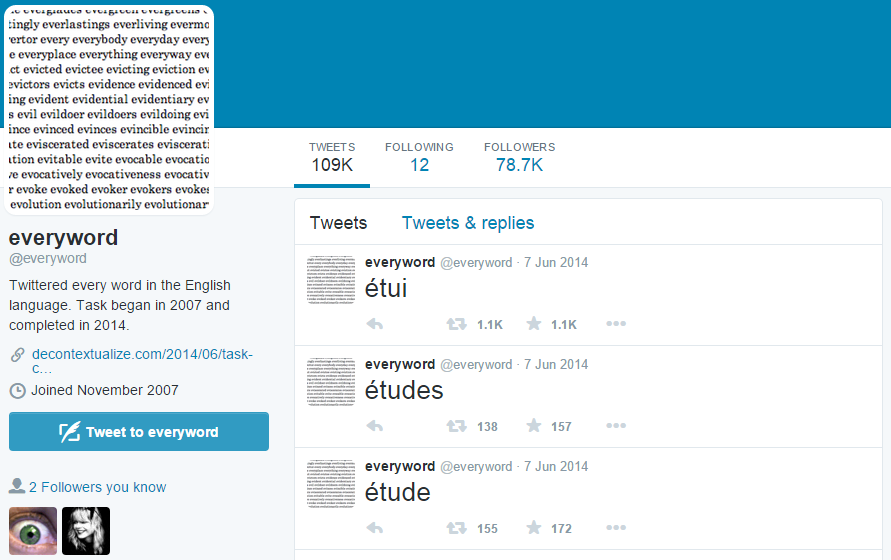 e everglades evergreen evergreens
tingly everlastings everliving evermo
vertor every everybody everyday every
e everyplace everything everyway eve
ct evicted evictee evicting eviction ev
evictors evicts evidence evidenced evi
ing evident evidential evidentiary ev
s evil evildoer evildoers evildoing evi
ince evinced evinces evincible evincin
ate eviscerated eviscerates eviscerati
ation evitable evite evocable evocatio
ve evocatively evocativeness evocativ
r evoke evoked evoker evokers evokes
evolution evolutionarily evolutionar
TWEETS FOLLOWING FOLLOWERS
109K 12 78.7K
everyword
@everyword
Twittered every word in the English
language. Task began in 2007 and
completed in 2014.
decontextualize.com/2014/06/task-
c...
Joined November 2007
Tweet to everyword
2 Followers you know
Tweets Tweets & replies
everyword @everyword · 7 Jun 2014
étui
1.1K 1.1K
everyword @everyword · 7 Jun 2014
études
138 157
everyword @everyword · 7 Jun 2014
étude
155 172